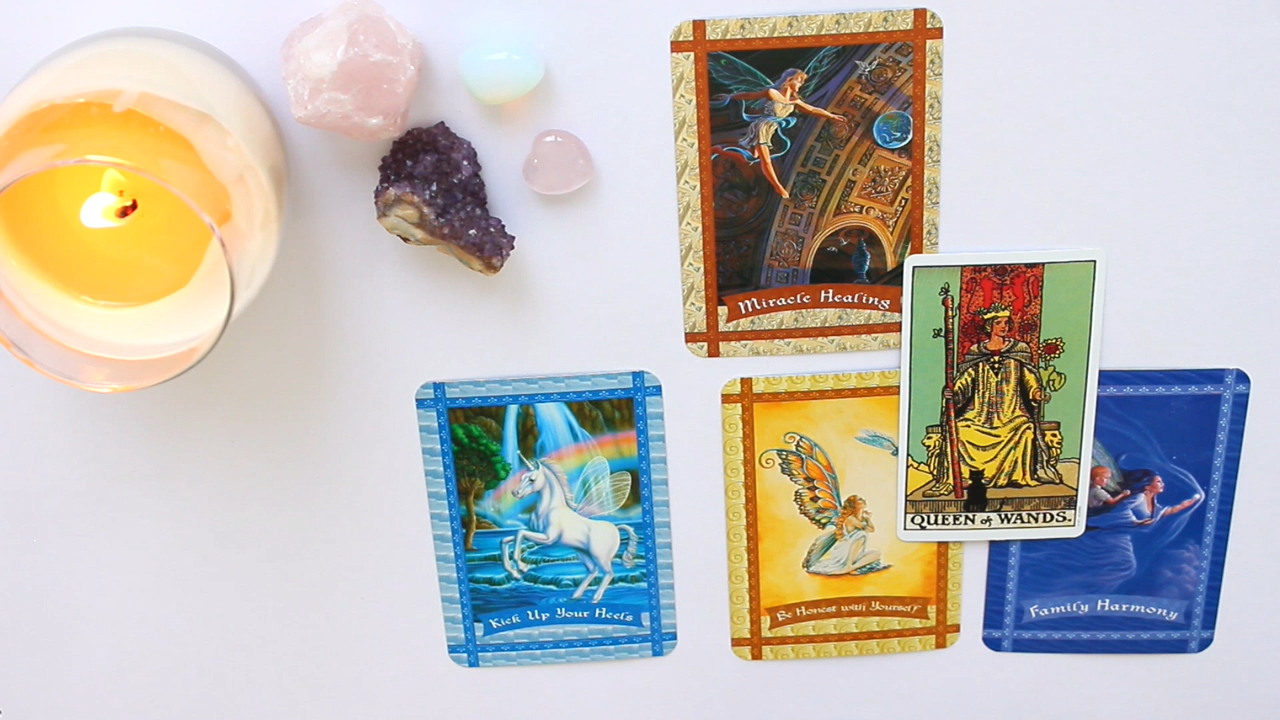 Miracle Healing
QUEEN of WANDS.
Kick Up Your Heels
Be Honest with Yourself
Family Harmony